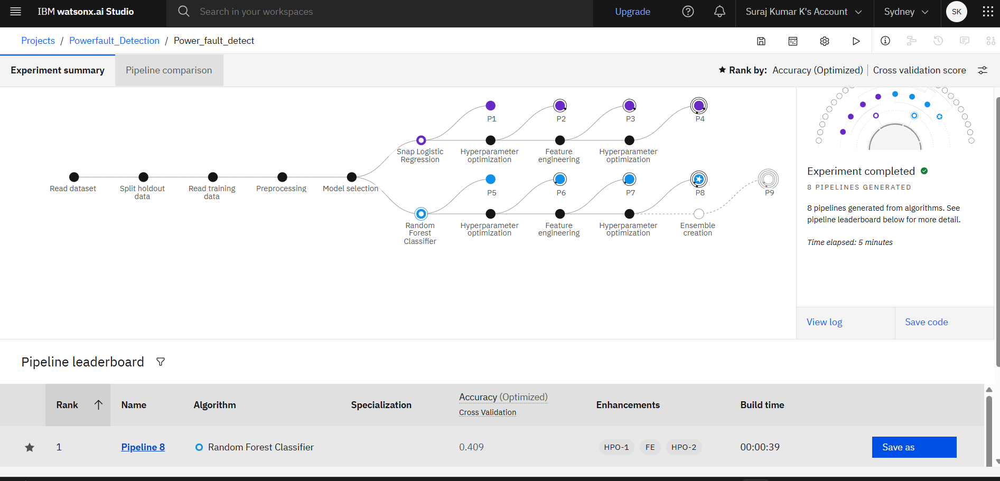 IBM watsonx.ai Studio
Search in your workspaces
Upgrade
Suraj Kumar K's Account
Sydney
SK
Projects / Powerfault_Detection / Power_fault_detect
Experiment summary
Pipeline comparison
Rank by: Accuracy (Optimized) | Cross validation score
P1
P2
P3
P4
Snap Logistic
Regression
Hyperparameter
optimization
Feature
engineering
Hyperparameter
optimization
Read dataset
Split holdout
data
Read training
data
Preprocessing
Model selection
P5
P6
P7
P8
P9
Random
Forest
Classifier
Hyperparameter
optimization
Feature
engineering
Hyperparameter
optimization
Ensemble
creation
Experiment completed
8 PIPELINES GENERATED
8 pipelines generated from algorithms. See
pipeline leaderboard below for more detail.
Time elapsed: 5 minutes
View log
Save code
Pipeline leaderboard
Rank
Name
Algorithm
Specialization
Accuracy (Optimized)
Cross Validation
Enhancements
Build time
1
Pipeline 8
Random Forest Classifier
0.409
HPO-1
FE
HPO-2
00:00:39
Save as